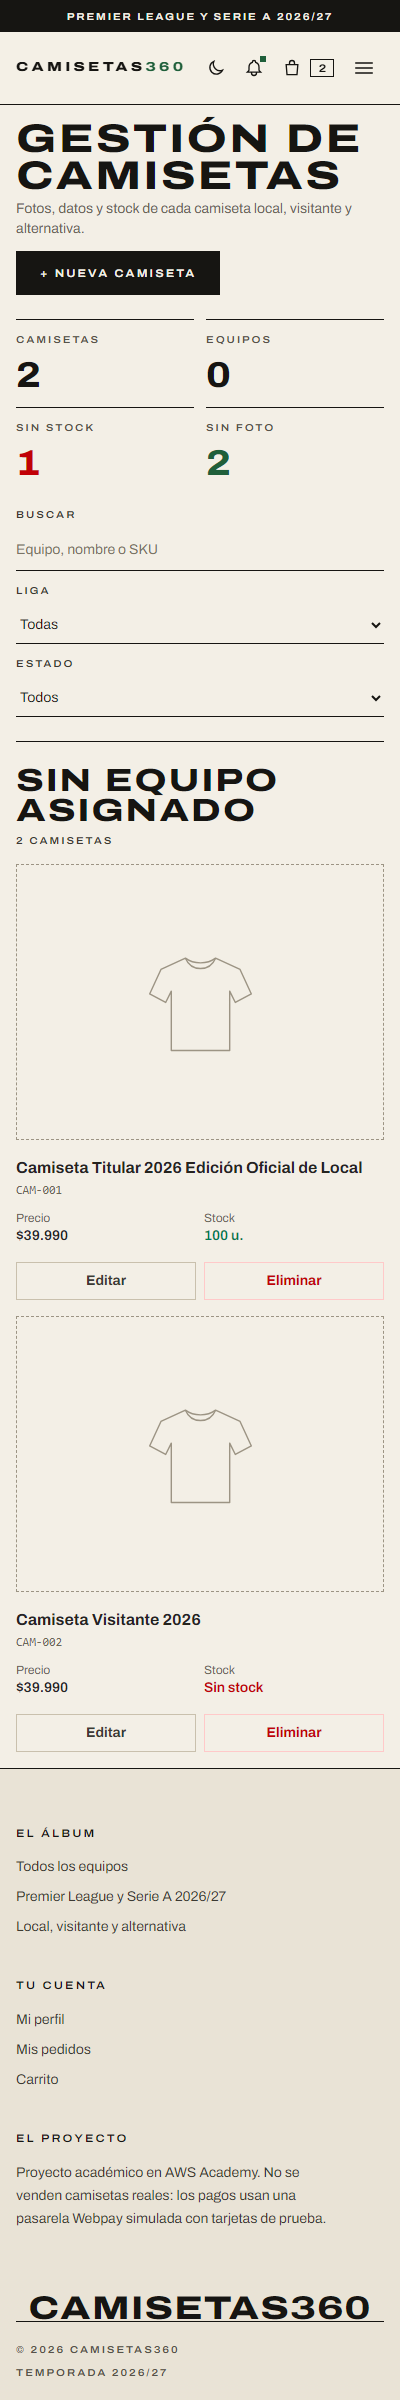 PREMIER LEAGUE Y SERIE A 2026/27
CAMISETAS360
2
GESTIÓN DE
CAMISETAS
Fotos, datos y stock de cada camiseta local, visitante y
alternativa.
+ NUEVA CAMISETA
CAMISETAS
EQUIPOS
2
0
SIN STOCK
SIN FOTO
1
2
BUSCAR
Equipo, nombre o SKU
LIGA
Todas
ESTADO
Todos
SIN EQUIPO
ASIGNADO
2 CAMISETAS
Camiseta Titular 2026 Edición Oficial de Local
CAM-001
Precio
Stock
$39.990
100 u.
Editar
Eliminar
Camiseta Visitante 2026
CAM-002
Precio
Stock
$39.990
Sin stock
Editar
Eliminar
EL ÁLBUM
Todos los equipos
Premier League y Serie A 2026/27
Local, visitante y alternativa
TU CUENTA
Mi perfil
Mis pedidos
Carrito
EL PROYECTO
Proyecto académico en AWS Academy. No se
venden camisetas reales: los pagos usan una
pasarela Webpay simulada con tarjetas de prueba.
CAMISETAS360
© 2026 CAMISETAS360
TEMPORADA 2026/27